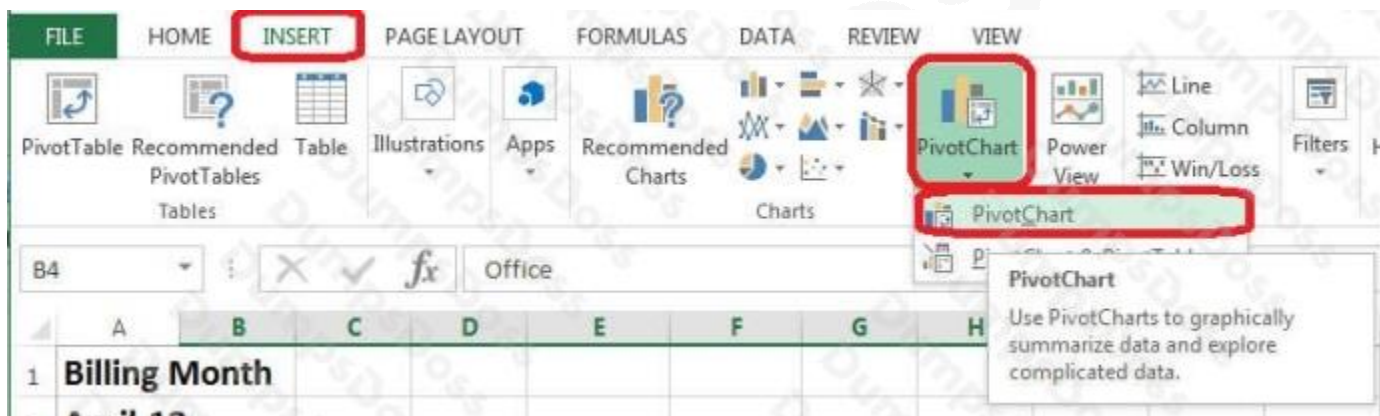 FILE HOME INSERT PAGE LAYOUT FORMULAS DATA REVIEW VIEW
PivotTable Recommended PivotTables Table Illustrations Apps Recommended Charts PivotChart Power View Line Column Win/Loss Filters
Tables Charts
PivotChart
B4 fx Office
PivotChart
Use PivotCharts to graphically
summarize data and explore
complicated data.
A B C D E F G H
1 Billing Month
DumpsDoss